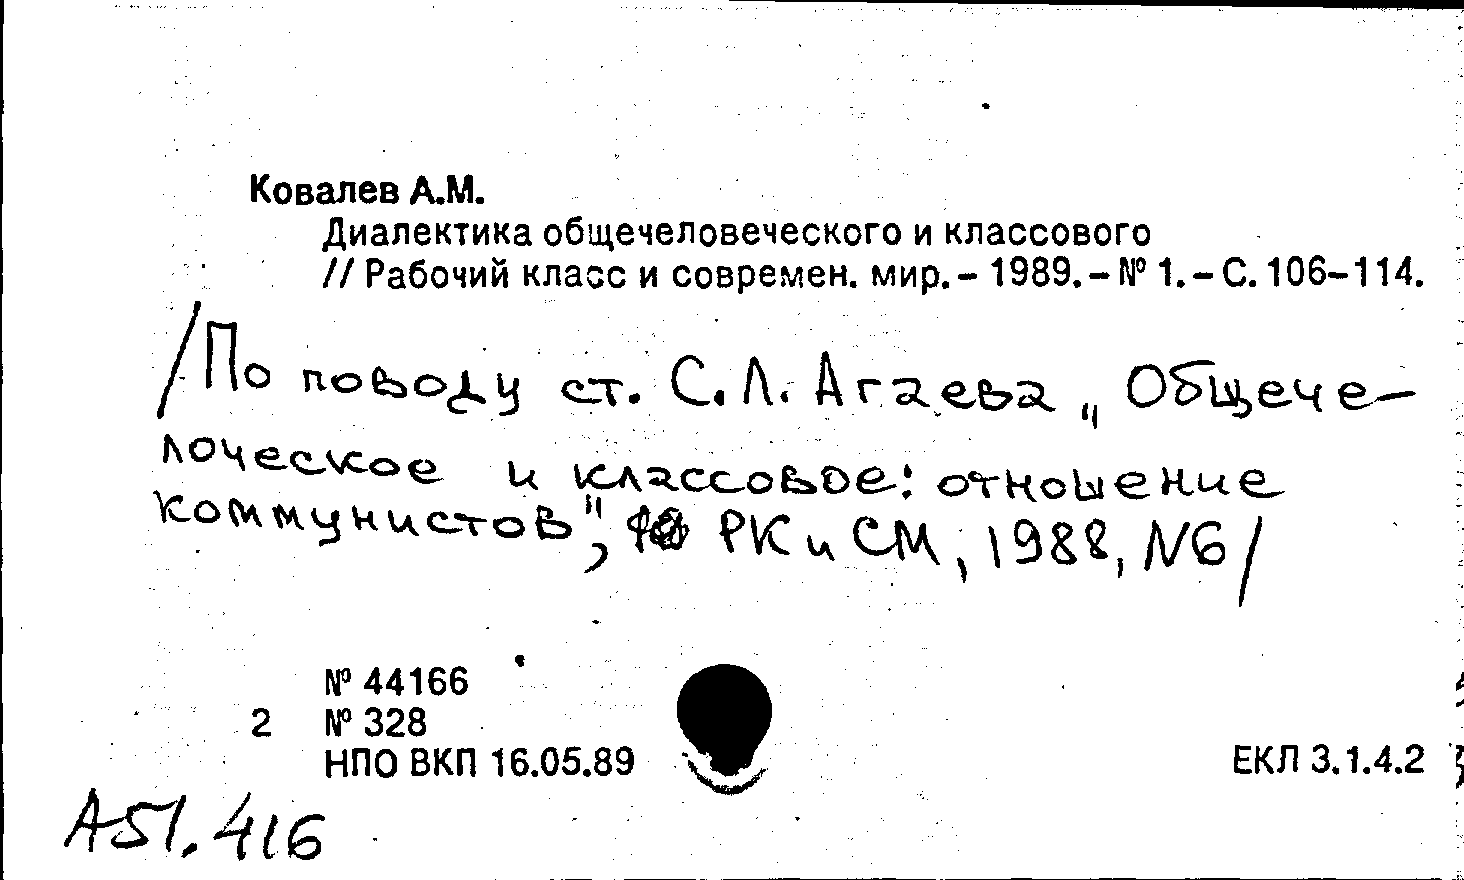 Ковалев А.М.
Диалектика общечеловеческого и классового
// Рабочий класс и современ. мир. – 1989. – № 1. – С. 106–114.
/По поводу ст. С.Л. Агаева „Общече-
лоческое и классовое: отношение
коммунистов", РК и СМ, 1988, N6/
№ 44166
2 № 328
НПО ВКП 16.05.89
ЕКЛ 3.1.4.2
А51.416